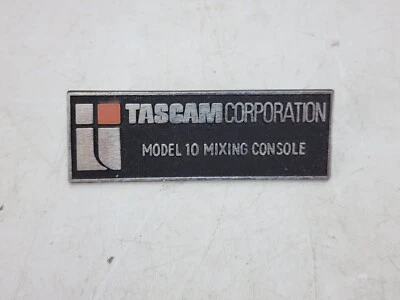 TASCAM CORPORATION
MODEL 10 MIXING CONSOLE